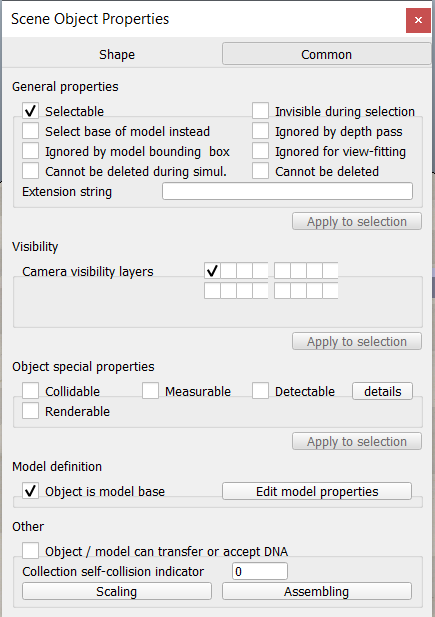 Scene Object Properties
Shape Common
General properties
Selectable Invisible during selection
Select base of model instead Ignored by depth pass
Ignored by model bounding box Ignored for view-fitting
Cannot be deleted during simul. Cannot be deleted
Extension string
Apply to selection
Visibility
Camera visibility layers
Apply to selection
Object special properties
Collidable Measurable Detectable details
Renderable
Apply to selection
Model definition
Object is model base Edit model properties
Other
Object / model can transfer or accept DNA
Collection self-collision indicator 0
Scaling Assembling